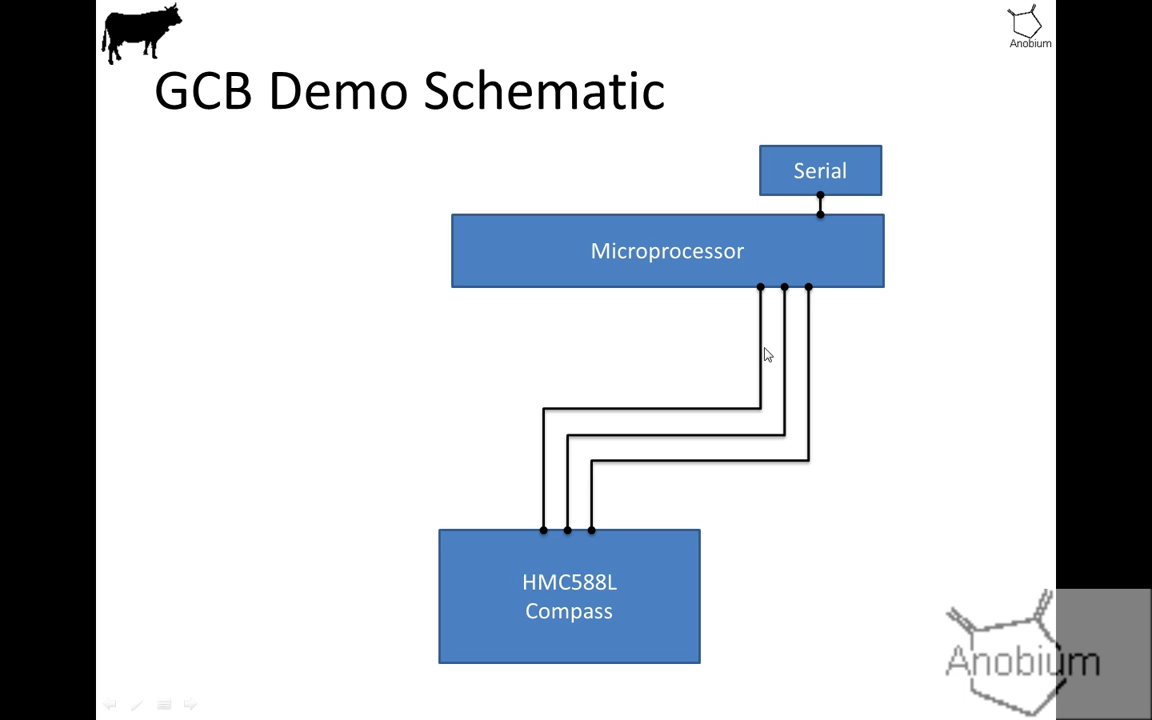 Anobium
GCB Demo Schematic
Serial
Microprocessor
HMC588L
Compass
Anobium